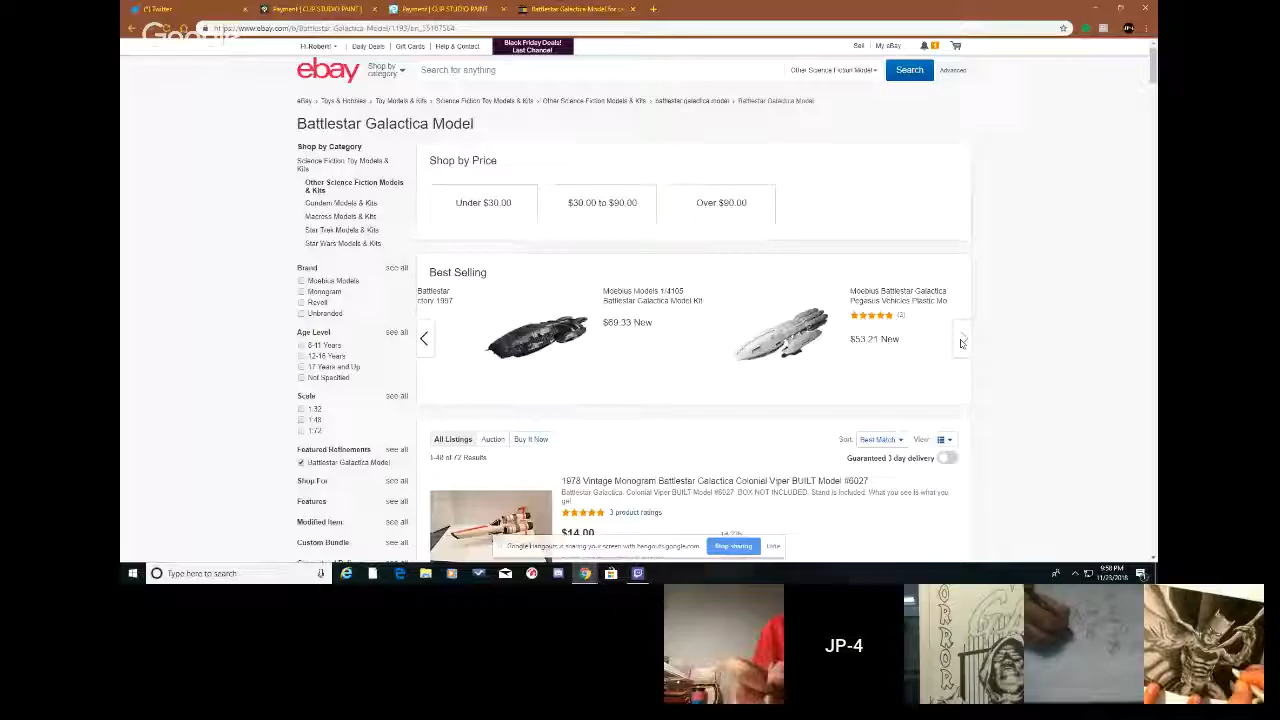 (*) Twitter
Payment | CLIP STUDIO PAINT
Payment | CLIP STUDIO PAINT
Battlestar Galactica Model for s
Google
Hi Robert!
Daily Deals
Gift Cards
Help & Contact
Black Friday Deals!
Last Chance!
Sell
My eBay
ebay
Shop by
category
Search for anything
Other Science Fiction Model
Search
Advanced
eBay > Toys & Hobbies > Toy Models & Kits > Science Fiction Toy Models & Kits > Other Science Fiction Models & Kits > battlestar galactica model > Battlestar Galactica Model
Battlestar Galactica Model
Shop by Category
Science Fiction Toy Models &
Kits
Other Science Fiction Models
& Kits
Gundam Models & Kits
Macross Models & Kits
Star Trek Models & Kits
Star Wars Models & Kits
Brand see all
Moebius Models
Monogram
Revell
Unbranded
Age Level see all
8-11 Years
12-16 Years
17 Years and Up
Not Specified
Scale see all
1:32
1:48
1:72
Featured Refinements see all
Battlestar Galactica Model
Shop For see all
Features see all
Modified Item see all
Custom Bundle see all
Shop by Price
Under $30.00
$30.00 to $90.00
Over $90.00
Best Selling
Battlestar
ctory 1997
Moebius Models 1/4105
Battlestar Galactica Model Kit
$69.33 New
Moebius Battlestar Galactica
Pegasus Vehicles Plastic Mo
(2)
$53.21 New
All Listings
Auction
Buy It Now
Sort: Best Match
View:
1-48 of 72 Results
Guaranteed 3 day delivery
1978 Vintage Monogram Battlestar Galactica Colonial Viper BUILT Model #6027
Battlestar Galactica. Colonial Viper BUILT Model #6027. BOX NOT INCLUDED. Stand is included. What you see is what you
get.
3 product ratings
$14.00
Google Hangouts is sharing your screen with hangouts.google.com.
Stop sharing
Hide
Type here to search
9:58 PM
11/23/2018
JP-4